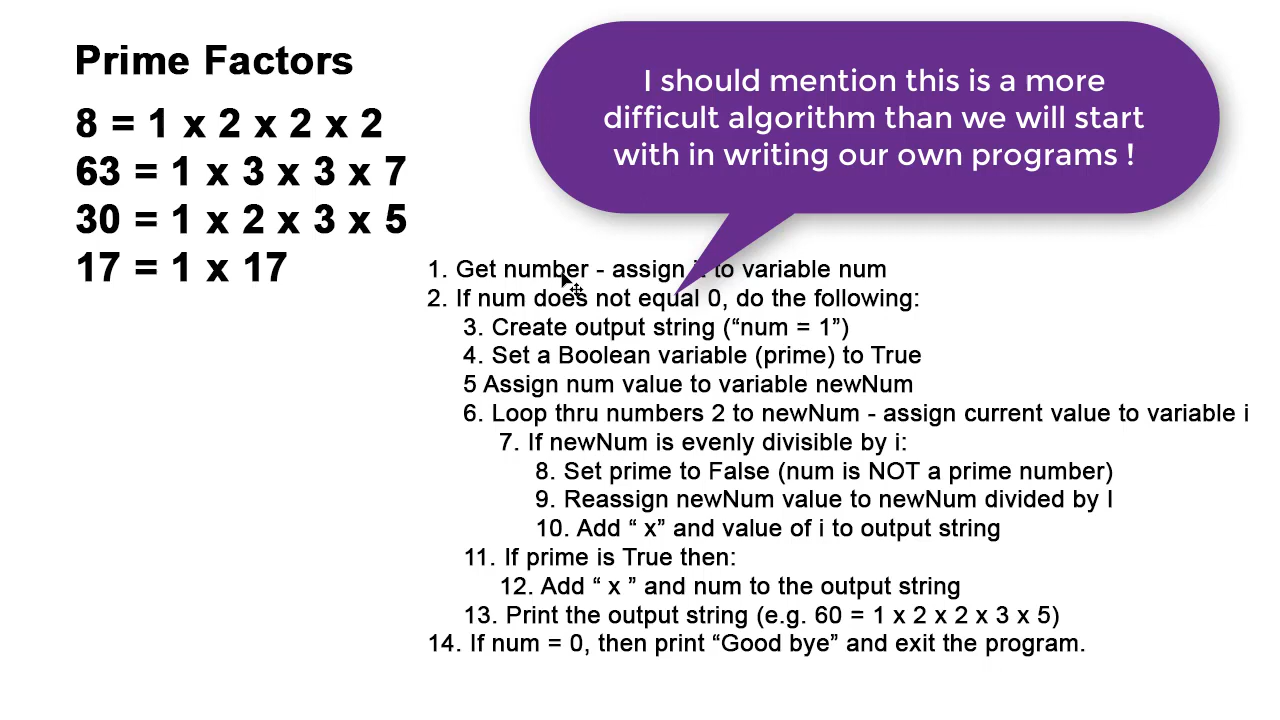 Prime Factors
8 = 1 x 2 x 2 x 2
63 = 1 x 3 x 3 x 7
30 = 1 x 2 x 3 x 5
17 = 1 x 17
I should mention this is a more
difficult algorithm than we will start
with in writing our own programs !
1. Get number - assign to variable num
2. If num does not equal 0, do the following:
3. Create output string (“num = 1”)
4. Set a Boolean variable (prime) to True
5 Assign num value to variable newNum
6. Loop thru numbers 2 to newNum - assign current value to variable i
7. If newNum is evenly divisible by i:
8. Set prime to False (num is NOT a prime number)
9. Reassign newNum value to newNum divided by I
10. Add “ x” and value of i to output string
11. If prime is True then:
12. Add “ x ” and num to the output string
13. Print the output string (e.g. 60 = 1 x 2 x 2 x 3 x 5)
14. If num = 0, then print “Good bye” and exit the program.